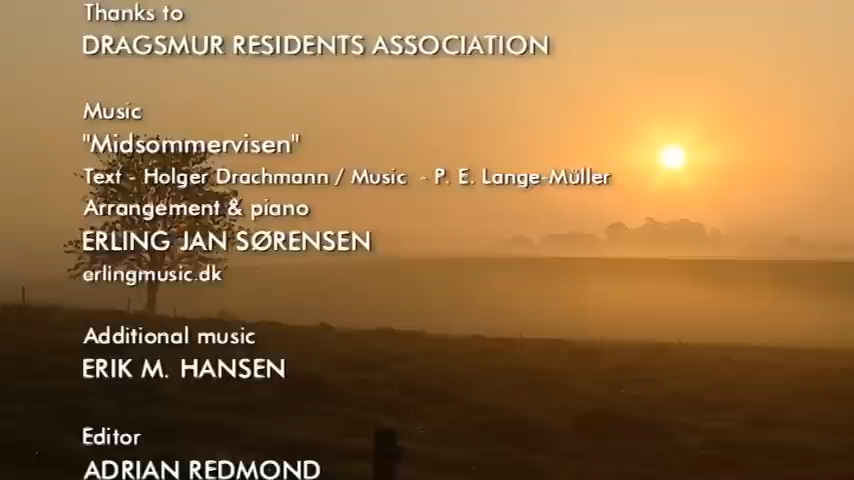 Thanks to
DRAGSMUR RESIDENTS ASSOCIATION
Music
"Midsommervisen"
Text - Holger Drachmann / Music - P. E. Lange-Müller
Arrangement & piano
ERLING JAN SØRENSEN
erlingmusic.dk
Additional music
ERIK M. HANSEN
Editor
ADRIAN REDMOND